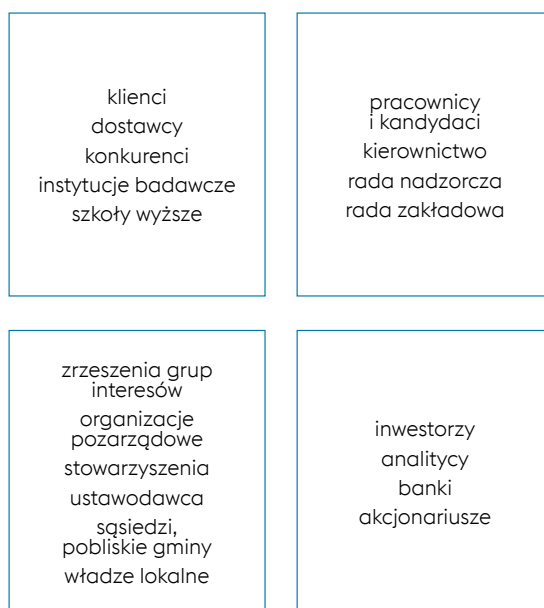 klienci
dostawcy
konkurenci
instytucje badawcze
szkoły wyższe
pracownicy
i kandydaci
kierownictwo
rada nadzorcza
rada zakładowa
zrzeszenia grup
interesów
organizacje
pozarządowe
stowarzyszenia
ustawodawca
sąsiedzi,
pobliskie gminy
władze lokalne
inwestorzy
analitycy
banki
akcjonariusze